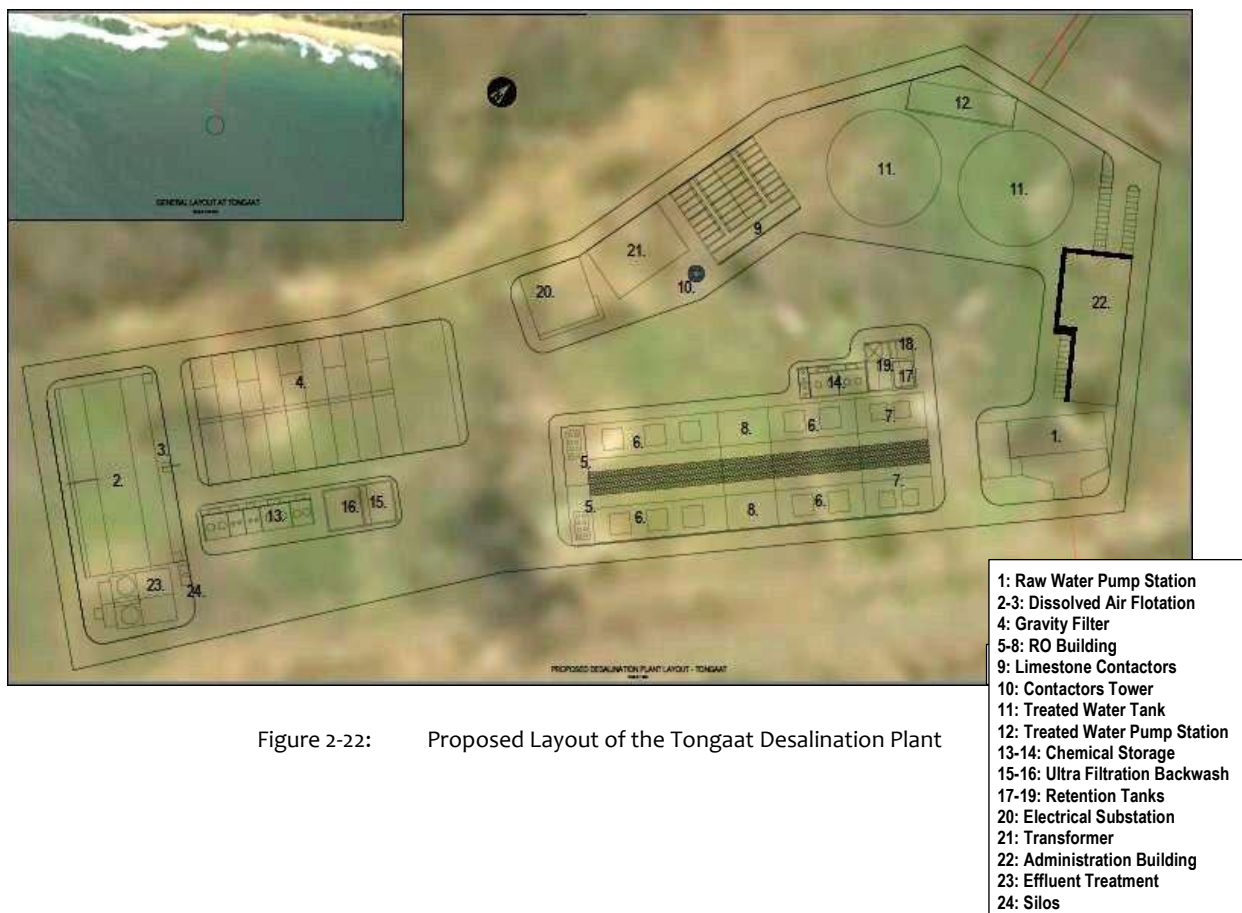 GENERAL LAYOUT AT TONGAAT
12.
11.
11.
9.
21.
10.
20.
22.
4.
18.
19.
14.
17.
3.
2.
6.
8.
6.
7.
1.
5.
7.
5.
6.
8.
6.
13.
16.
15.
23.
24.
PROPOSED DESALINATION PLANT LAYOUT - TONGAAT
1: Raw Water Pump Station
2-3: Dissolved Air Flotation
4: Gravity Filter
5-8: RO Building
9: Limestone Contactors
10: Contactors Tower
11: Treated Water Tank
12: Treated Water Pump Station
13-14: Chemical Storage
15-16: Ultra Filtration Backwash
17-19: Retention Tanks
20: Electrical Substation
21: Transformer
22: Administration Building
23: Effluent Treatment
24: Silos
Figure 2-22: Proposed Layout of the Tongaat Desalination Plant